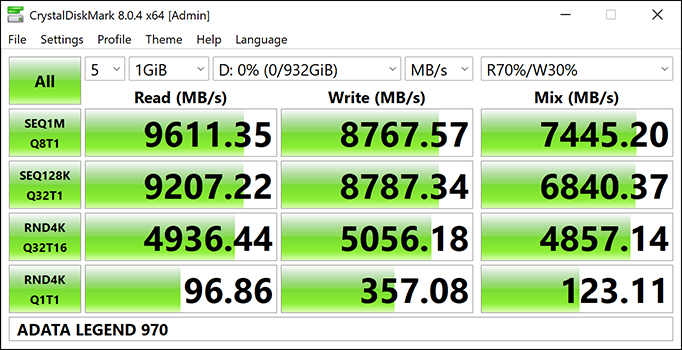 CrystalDiskMark 8.0.4 x64 [Admin]
File Settings Profile Theme Help Language
All 5 1GiB D: 0% (0/932GiB) MB/s R70%/W30%
Read (MB/s) Write (MB/s) Mix (MB/s)
SEQ1M
Q8T1 9611.35 8767.57 7445.20
SEQ128K
Q32T1 9207.22 8787.34 6840.37
RND4K
Q32T16 4936.44 5056.18 4857.14
RND4K
Q1T1 96.86 357.08 123.11
ADATA LEGEND 970